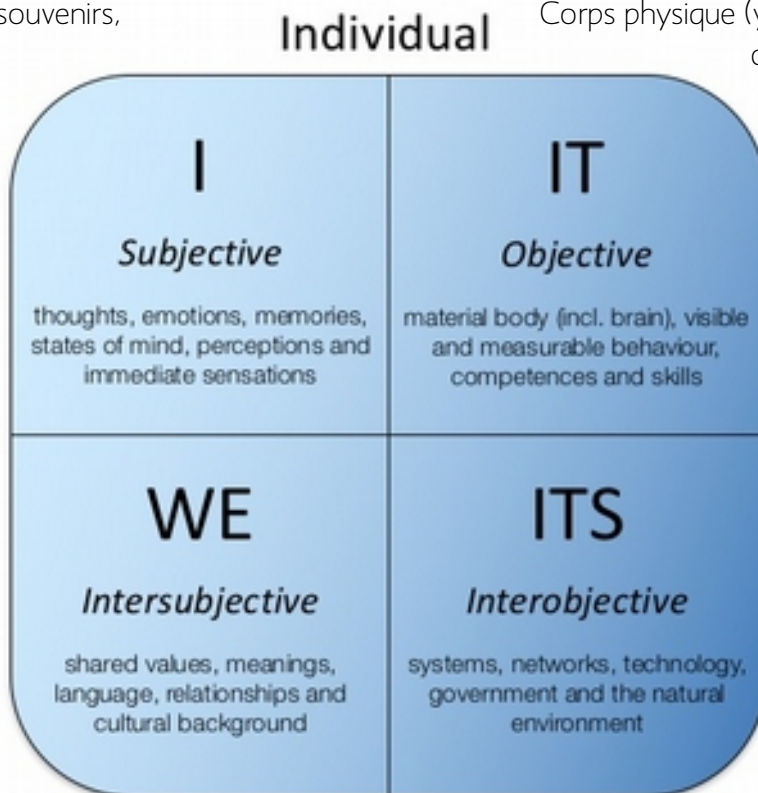 souvenirs,
Corps physique
Individual
I
Subjective
thoughts, emotions, memories,
states of mind, perceptions and
immediate sensations
IT
Objective
material body (incl. brain), visible
and measurable behaviour,
competences and skills
WE
Intersubjective
shared values, meanings,
language, relationships and
cultural background
ITS
Interobjective
systems, networks, technology,
government and the natural
environment